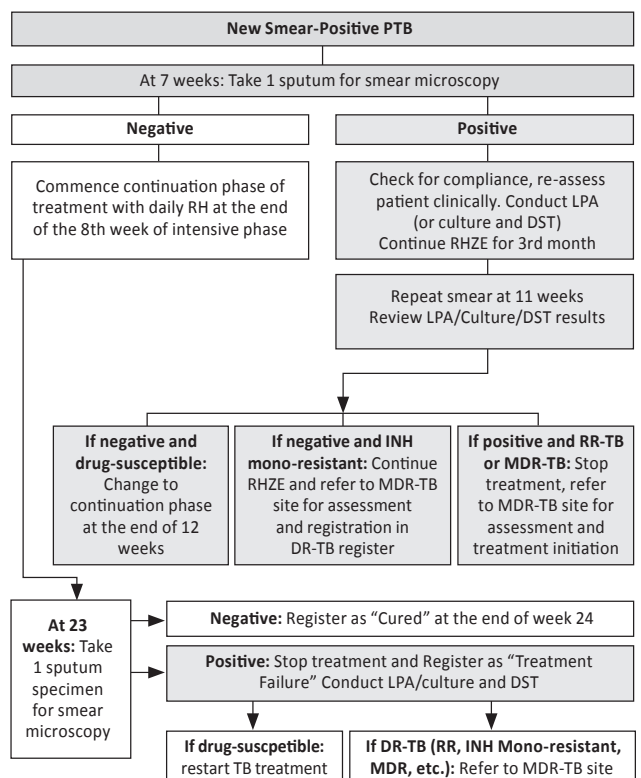 New Smear-Positive PTB
At 7 weeks: Take 1 sputum for smear microscopy
Negative
Positive
Commence continuation phase of
treatment with daily RH at the end
of the 8th week of intensive phase
Check for compliance, re-assess
patient clinically. Conduct LPA
(or culture and DST)
Continue RHZE for 3rd month
Repeat smear at 11 weeks
Review LPA/Culture/DST results
If negative and
drug-susceptible:
Change to
continuation phase
at the end of 12
weeks
If negative and INH
mono-resistant: Continue
RHZE and refer to MDR-TB
site for assessment
and registration in
DR-TB register
If positive and RR-TB
or MDR-TB: Stop
treatment, refer
to MDR-TB site for
assessment and
treatment initiation
At 23
weeks: Take
1 sputum
specimen
for smear
microscopy
Negative: Register as “Cured” at the end of week 24
Positive: Stop treatment and Register as “Treatment
Failure” Conduct LPA/culture and DST
If drug-suscpetible:
restart TB treatment
If DR-TB (RR, INH Mono-resistant,
MDR, etc.): Refer to MDR-TB site